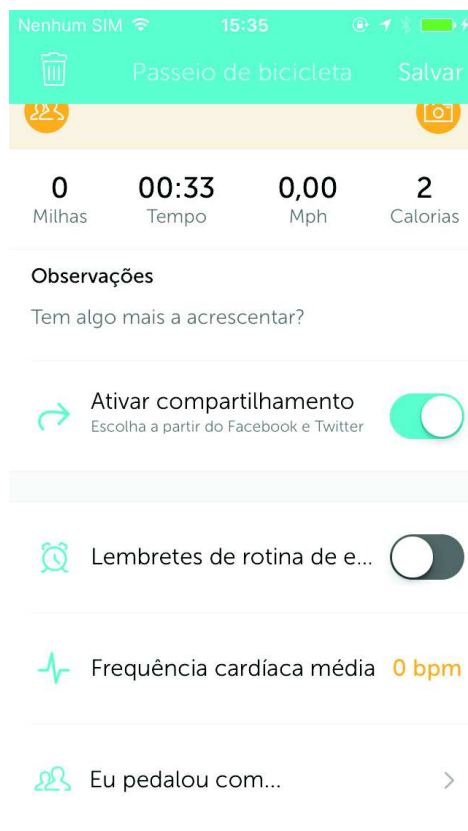 Nenhum SIM 15:35
Passeio de bicicleta Salvar
0 00:33 0,00 2
Milhas Tempo Mph Calorias
Observações
Tem algo mais a acrescentar?
Ativar compartilhamento
Escolha a partir do Facebook e Twitter
Lembretes de rotina de e...
Frequência cardíaca média 0 bpm
Eu pedalou com...